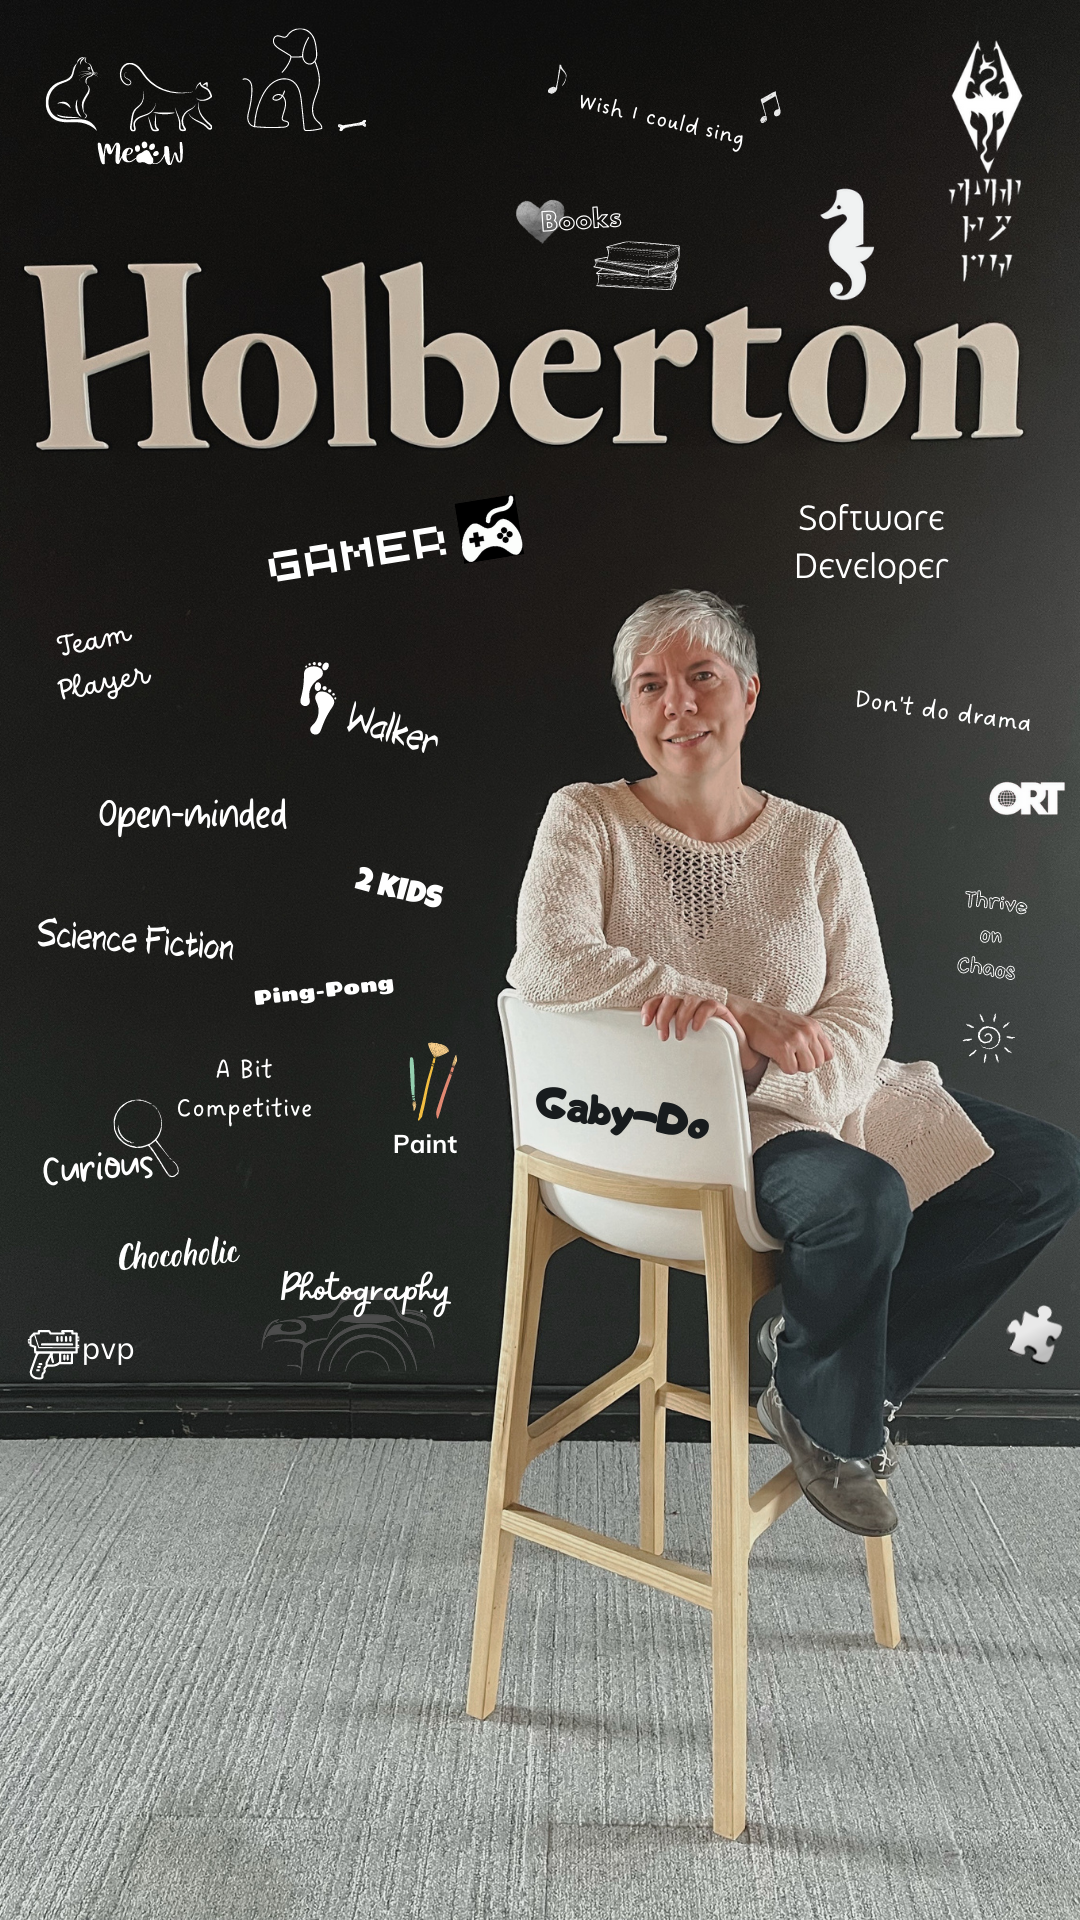 Meow
Wish I could sing
Books
Holberton
GAMER
Software
Developer
Team
Player
Walker
Don't do drama
ORT
Open-minded
2 KIDS
Thrive
on
Chaos
Science Fiction
Ping-Pong
A Bit
Competitive
Curious
Paint
Gaby-Do
Chocoholic
Photography
pvp